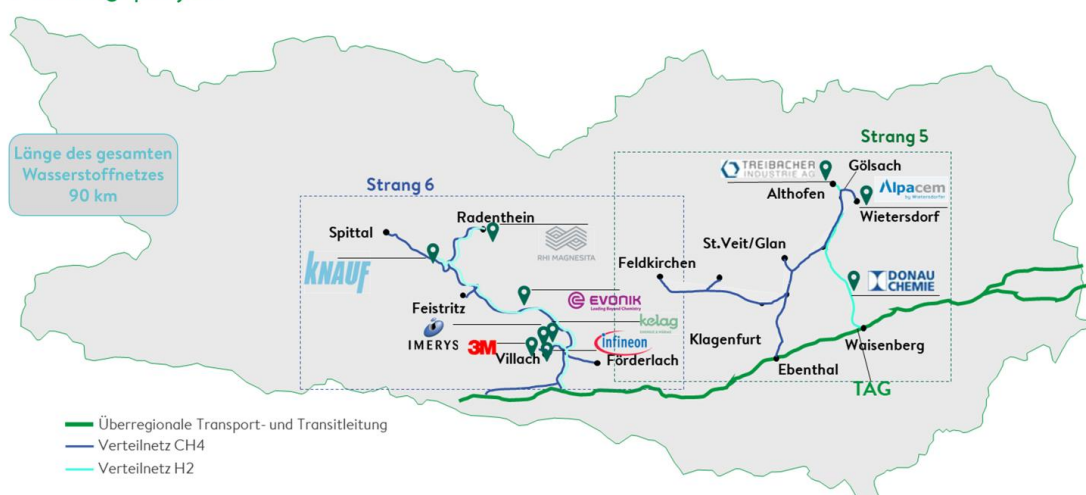 Länge des gesamten
Wasserstoffnetzes
90 km
Strang 5
TREIBACHER
INDUSTRIE AG
Gölsach
Althofen
Alpacem
by Wietersdorfer
Wietersdorf
Strang 6
Radenthein
Spittal
RHI MAGNESITA
KNAUF
St.Veit/Glan
Feldkirchen
DONAU
CHEMIE
Feistritz
EVONIK
Leading Beyond Chemistry
IMERYS
kelag
3M
Infineon
Klagenfurt
Waisenberg
Villach
Förderlach
Ebenthal
TAG
Überregionale Transport- und Transitleitung
Verteilnetz CH4
Verteilnetz H2